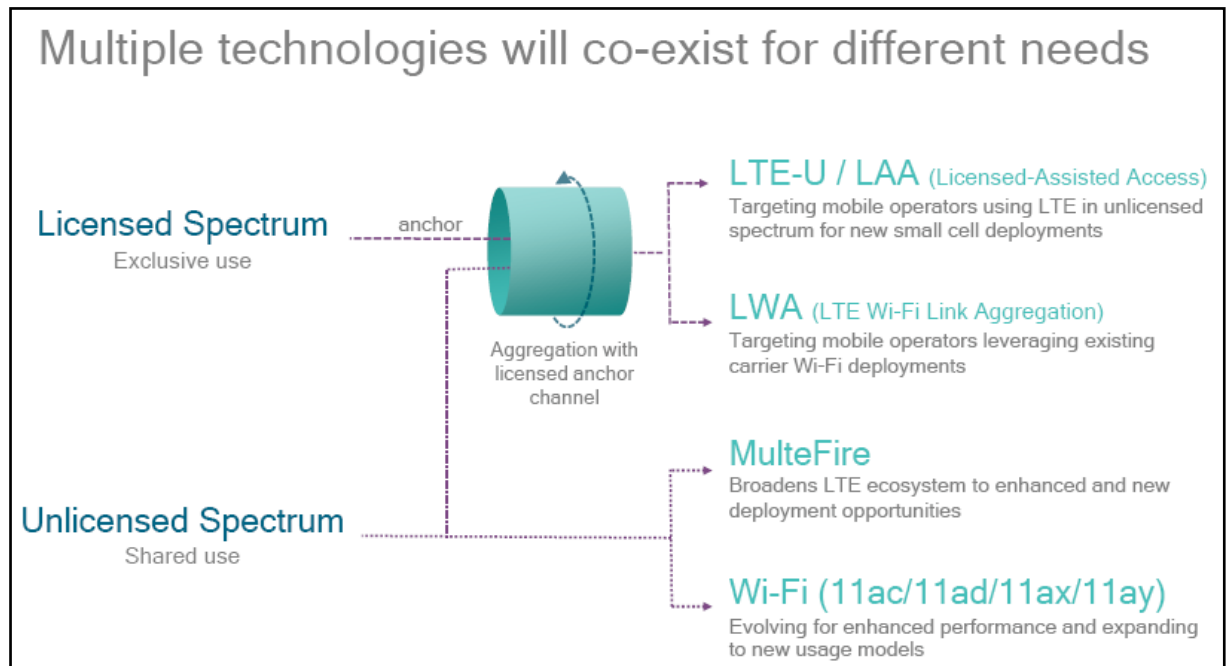 Multiple technologies will co-exist for different needs
Licensed Spectrum
Exclusive use
anchor
Aggregation with
licensed anchor
channel
LTE-U / LAA (Licensed-Assisted Access)
Targeting mobile operators using LTE in unlicensed
spectrum for new small cell deployments
LWA (LTE Wi-Fi Link Aggregation)
Targeting mobile operators leveraging existing
carrier Wi-Fi deployments
Unlicensed Spectrum
Shared use
MulteFire
Broadens LTE ecosystem to enhanced and new
deployment opportunities
Wi-Fi (11ac/11ad/11ax/11ay)
Evolving for enhanced performance and expanding
to new usage models